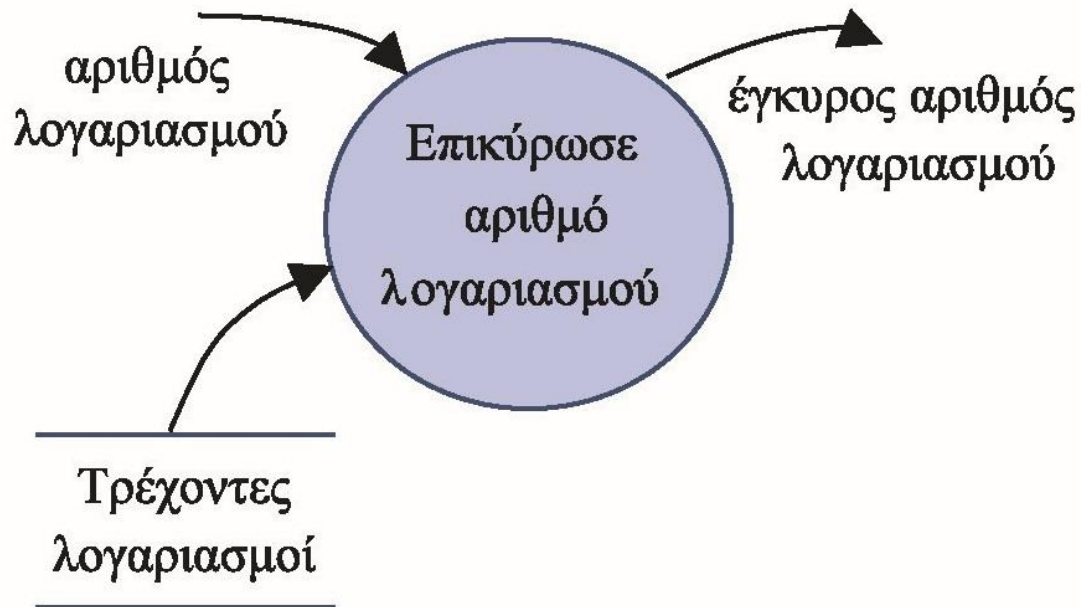 αριθμός
λογαριασμού
Επικύρωσε
αριθμό
λογαριασμού
έγκυρος αριθμός
λογαριασμού
Τρέχοντες
λογαριασμοί